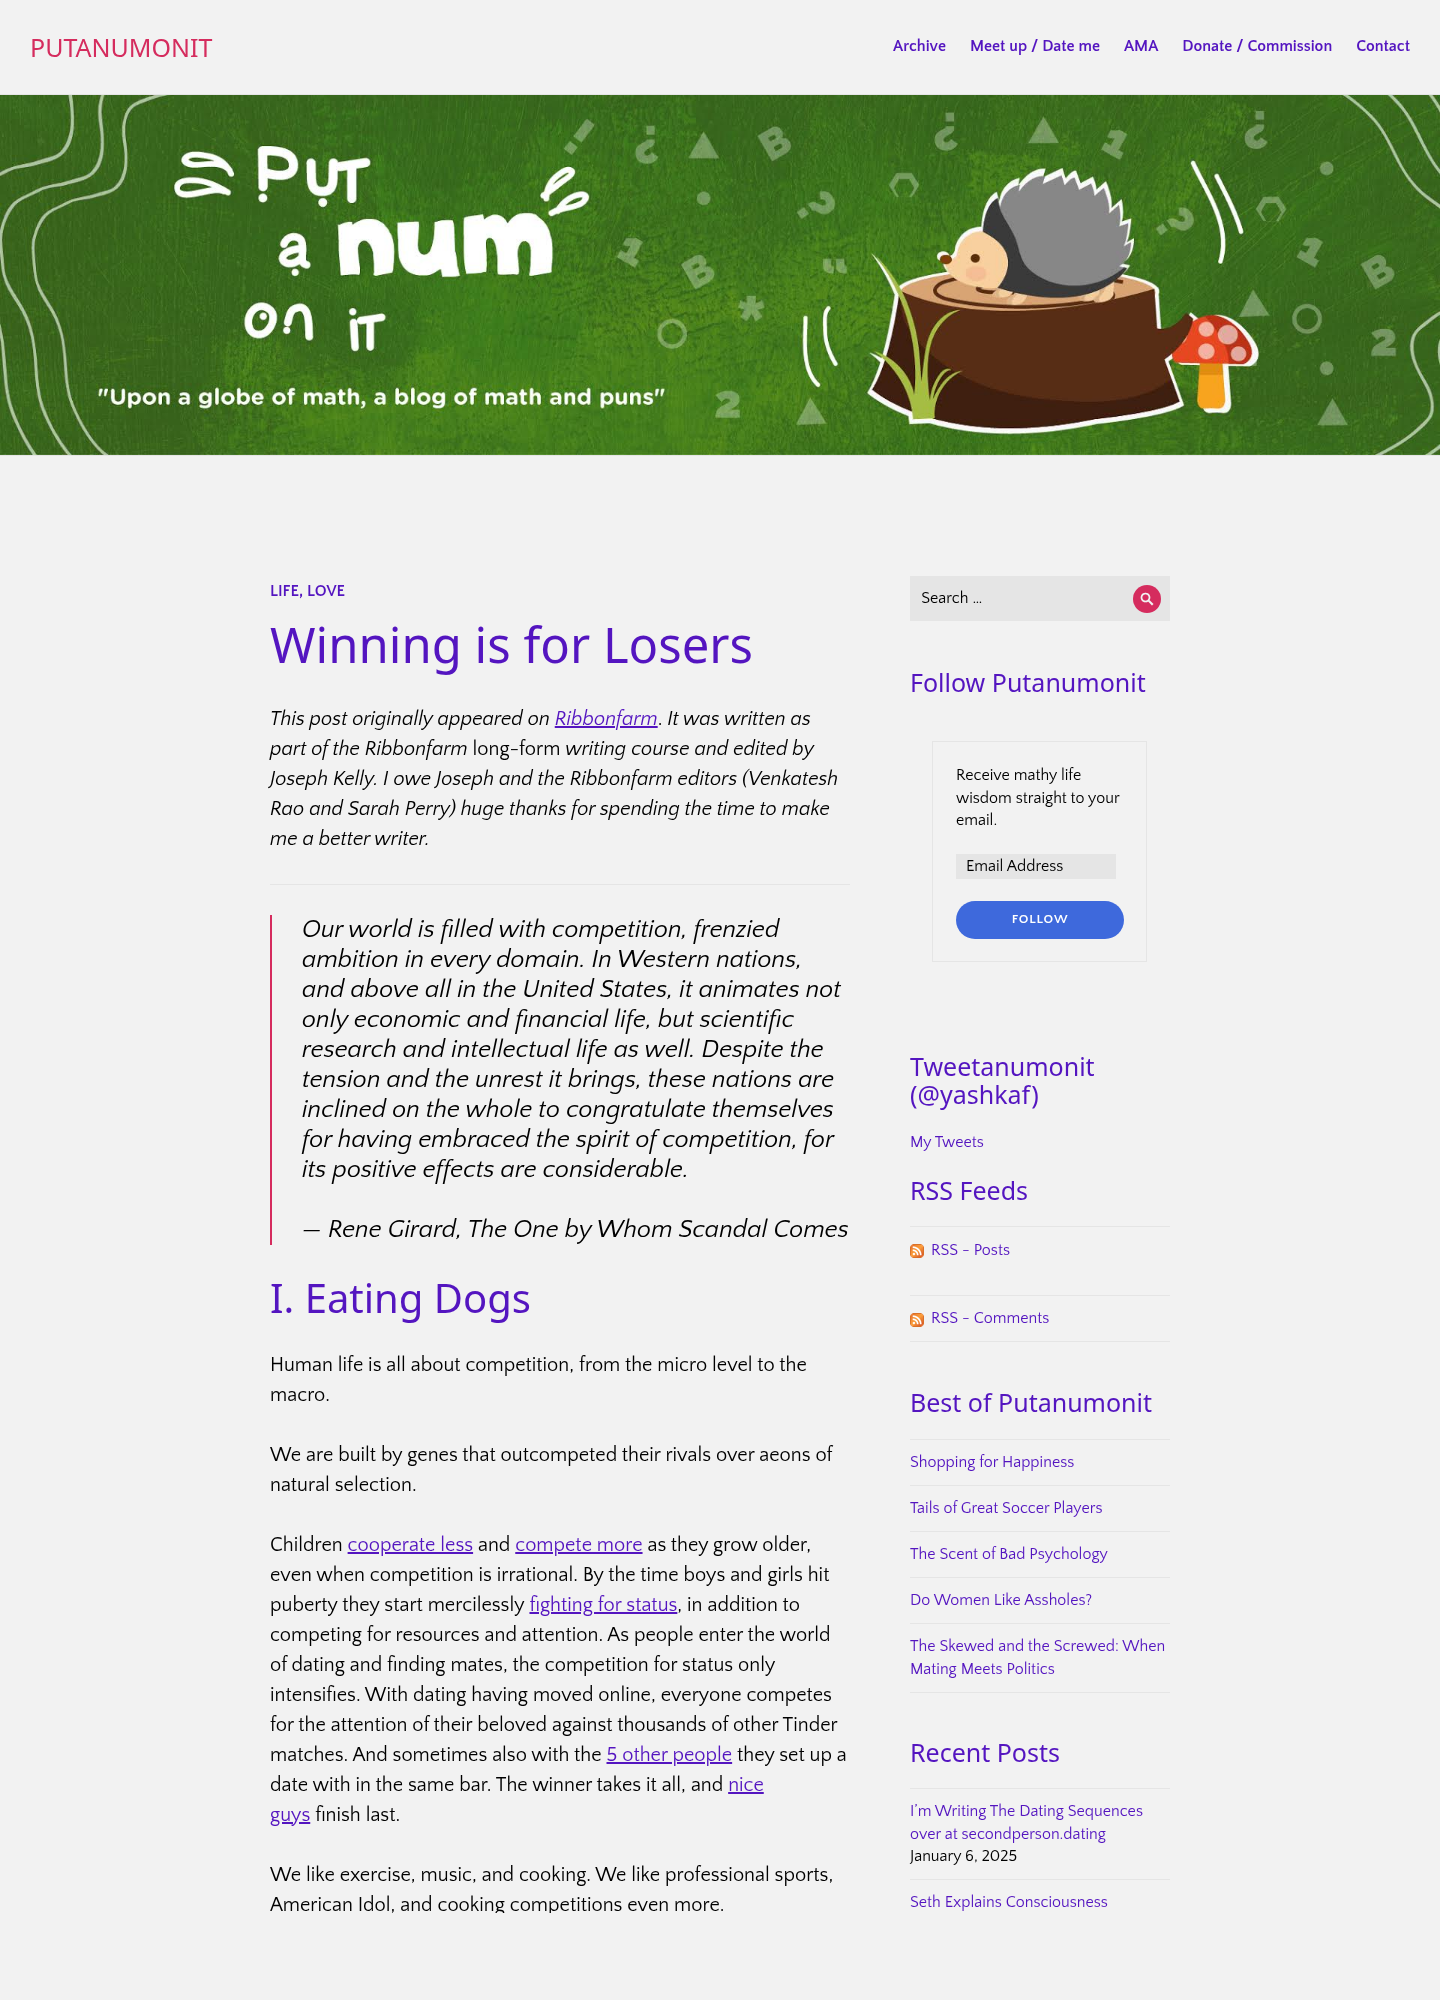 PUTANUMONIT
Archive
Meet up / Date me
AMA
Donate / Commission
Contact
Put
a num
on it
"Upon a globe of math, a blog of math and puns"
LIFE, LOVE
Winning is for Losers
This post originally appeared on Ribbonfarm. It was written as
part of the Ribbonfarm long-form writing course and edited by
Joseph Kelly. I owe Joseph and the Ribbonfarm editors (Venkatesh
Rao and Sarah Perry) huge thanks for spending the time to make
me a better writer.
Our world is filled with competition, frenzied
ambition in every domain. In Western nations,
and above all in the United States, it animates not
only economic and financial life, but scientific
research and intellectual life as well. Despite the
tension and the unrest it brings, these nations are
inclined on the whole to congratulate themselves
for having embraced the spirit of competition, for
its positive effects are considerable.
— Rene Girard, The One by Whom Scandal Comes
I. Eating Dogs
Human life is all about competition, from the micro level to the
macro.
We are built by genes that outcompeted their rivals over aeons of
natural selection.
Children cooperate less and compete more as they grow older,
even when competition is irrational. By the time boys and girls hit
puberty they start mercilessly fighting for status, in addition to
competing for resources and attention. As people enter the world
of dating and finding mates, the competition for status only
intensifies. With dating having moved online, everyone competes
for the attention of their beloved against thousands of other Tinder
matches. And sometimes also with the 5 other people they set up a
date with in the same bar. The winner takes it all, and nice
guys finish last.
We like exercise, music, and cooking. We like professional sports,
American Idol, and cooking competitions even more.
Search …
Follow Putanumonit
Receive mathy life
wisdom straight to your
email.
Email Address
FOLLOW
Tweetanumonit
(@yashkaf)
My Tweets
RSS Feeds
RSS - Posts
RSS - Comments
Best of Putanumonit
Shopping for Happiness
Tails of Great Soccer Players
The Scent of Bad Psychology
Do Women Like Assholes?
The Skewed and the Screwed: When
Mating Meets Politics
Recent Posts
I’m Writing The Dating Sequences
over at secondperson.dating
January 6, 2025
Seth Explains Consciousness